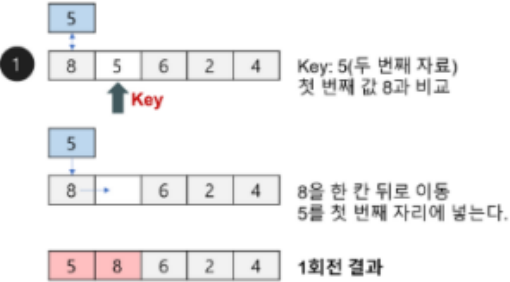 5
1 8 5 6 2 4
Key: 5(두 번째 자료)
첫 번째 값 8과 비교
Key
5
8 6 2 4
8을 한 칸 뒤로 이동
5를 첫 번째 자리에 넣는다.
5 8 6 2 4
1회전 결과